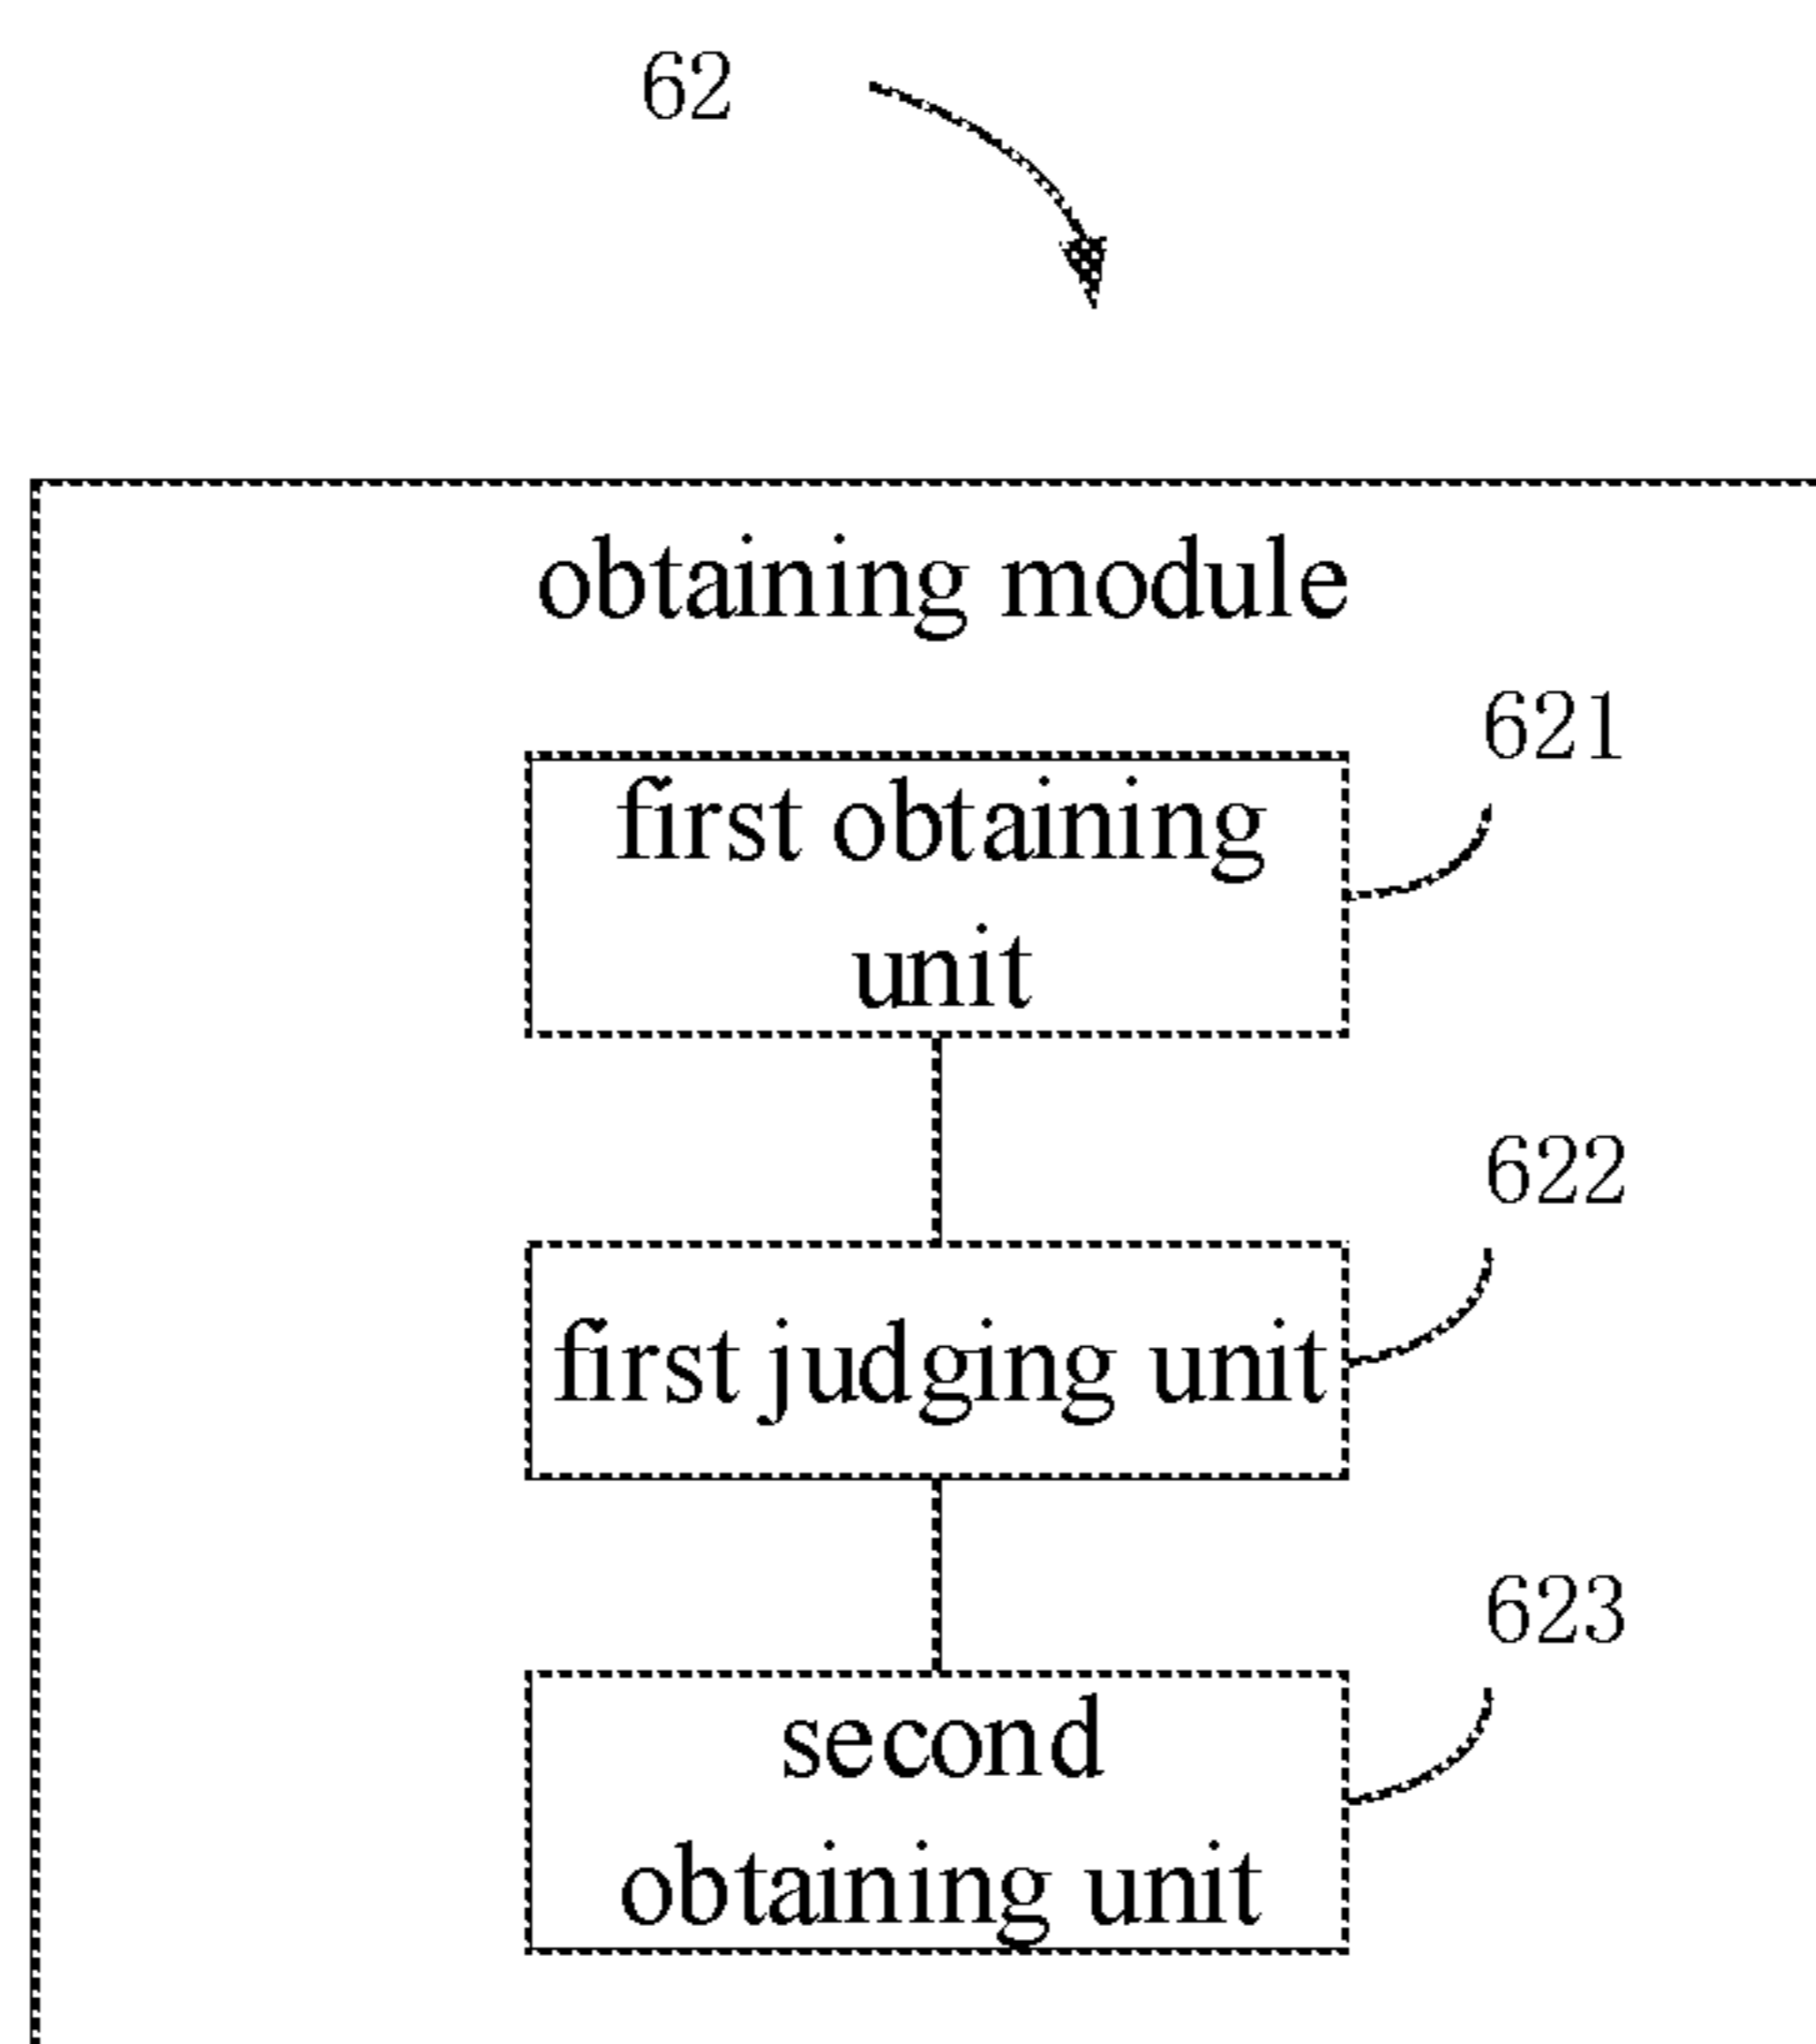 62
obtaining module
621
first obtaining
unit
622
first judging unit
623
second
obtaining unit